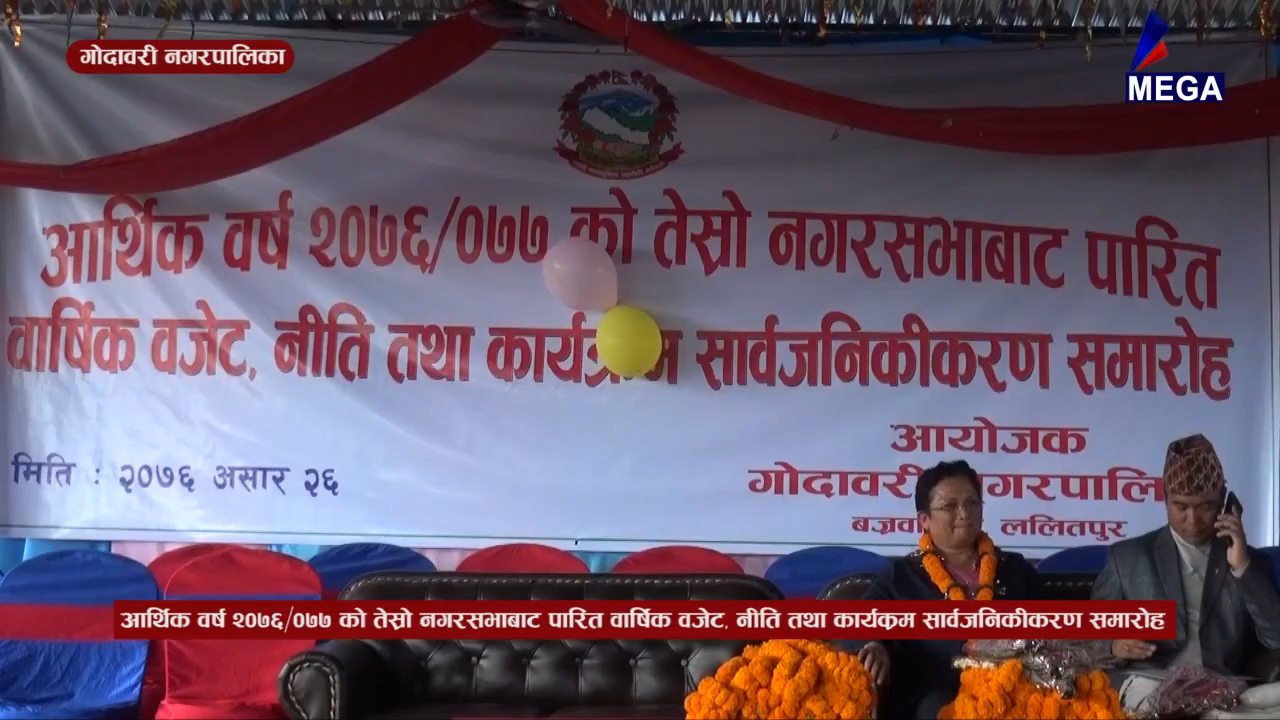 गोदावरी नगरपालिका
MEGA
आर्थिक वर्ष २०७६/०७७ को तेस्रो नगरसभाबाट पारित
वार्षिक वजेट, नीति तथा कार्यक्रम सार्वजनिकीकरण समारोह
मिति : २०७६ असार २६
आयोजक
गोदावरी
ललितपुर
आर्थिक वर्ष २०७६/०७७ को तेस्रो नगरसभाबाट पारित वार्षिक वजेट, नीति तथा कार्यक्रम सार्वजनिकीकरण समारोह